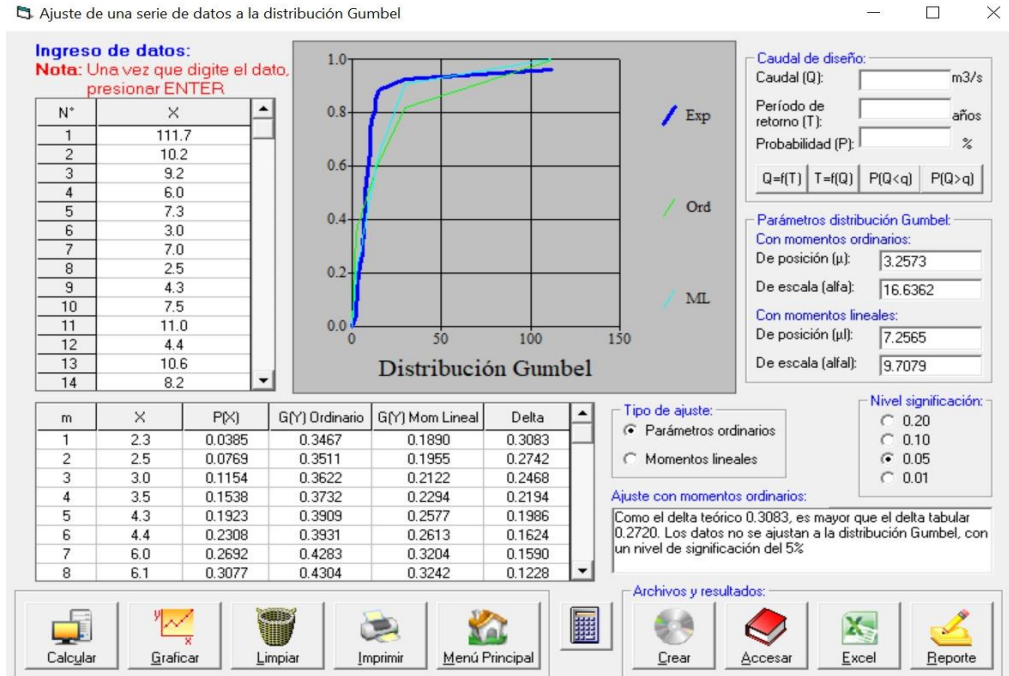 Ajuste de una serie de datos a la distribución Gumbel
Ingreso de datos:
Nota: Una vez que digite el dato,
presionar ENTER
N° X
1 111.7
2 10.2
3 9.2
4 6.0
5 7.3
6 3.0
7 7.0
8 2.5
9 4.3
10 7.5
11 11.0
12 4.4
13 10.6
14 8.2
1.0
0.8
0.6
0.4
0.2
0.0
0 50 100 150
Distribución Gumbel
Exp
Ord
ML
Caudal de diseño:
Caudal (Q): m3/s
Período de
retorno (T): años
Probabilidad (P): %
Q=f(T) T=f(Q) P(Q<q) P(Q>q)
Parámetros distribución Gumbel:
Con momentos ordinarios:
De posición (µ): 3.2573
De escala (alfa): 16.6362
Con momentos lineales:
De posición (µl): 7.2565
De escala (alfal): 9.7079
m X P(X) G(Y) Ordinario G(Y) Mom Lineal Delta
1 2.3 0.0385 0.3467 0.1890 0.3083
2 2.5 0.0769 0.3511 0.1955 0.2742
3 3.0 0.1154 0.3622 0.2122 0.2468
4 3.5 0.1538 0.3732 0.2294 0.2194
5 4.3 0.1923 0.3909 0.2577 0.1986
6 4.4 0.2308 0.3931 0.2613 0.1624
7 6.0 0.2692 0.4283 0.3204 0.1590
8 6.1 0.3077 0.4304 0.3242 0.1228
Tipo de ajuste:
Parámetros ordinarios
Momentos lineales
Nivel significación:
0.20
0.10
0.05
0.01
Ajuste con momentos ordinarios:
Como el delta teórico 0.3083, es mayor que el delta tabular
0.2720. Los datos no se ajustan a la distribución Gumbel, con
un nivel de significación del 5%
Calcular Graficar Limpiar Imprimir Menú Principal
Archivos y resultados:
Crear Accesar Excel Reporte